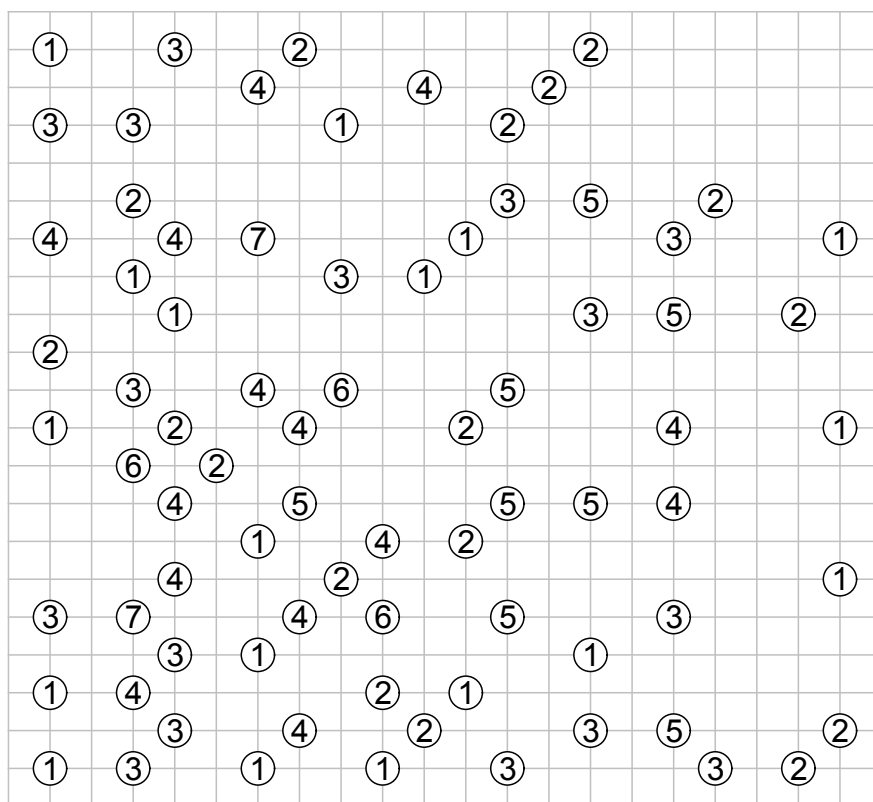 1 3 2 2
4 4 2
3 3 1 2
2 3 5 2
4 4 7 1 3 1
1 3 1
1 3 5 2
2
3 4 6 5
1 2 4 2 4 1
6 2
4 5 5 5 4
1 4 2
4 2 1
3 7 4 6 5 3
3 1 1
1 4 2 1
3 4 2 3 5 2
1 3 1 1 3 3 2